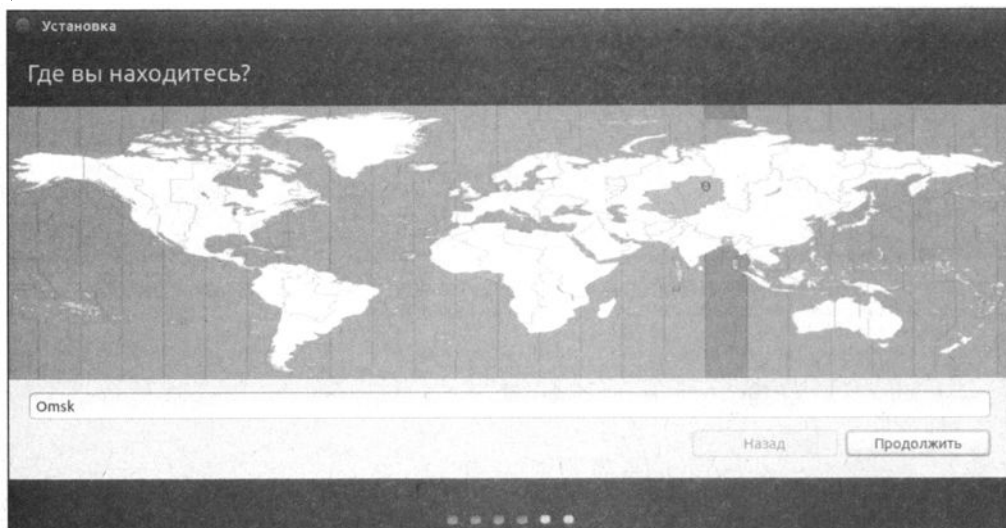 Установка
Где вы находитесь?
Omsk
Назад
Продолжить